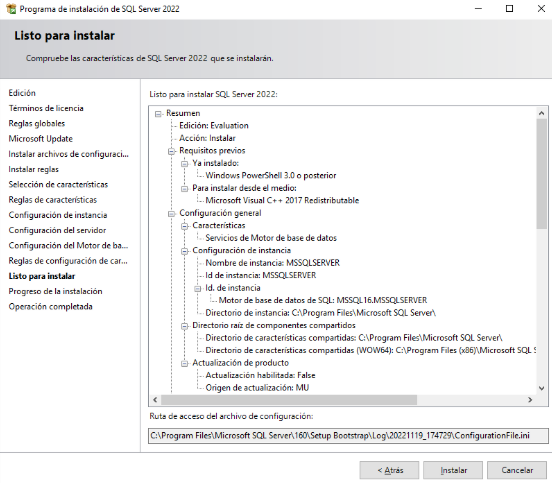 Programa de instalación de SQL Server 2022
Listo para instalar
Compruebe las características de SQL Server 2022 que se instalarán.
Edición
Términos de licencia
Reglas globales
Microsoft Update
Instalar archivos de configuraci...
Instalar reglas
Selección de características
Reglas de características
Configuración de instancia
Configuración del servidor
Configuración del Motor de ba...
Reglas de configuración de car...
Listo para instalar
Progreso de la instalación
Operación completada
Listo para instalar SQL Server 2022:
Resumen
Edición: Evaluation
Acción: Instalar
Requisitos previos
Ya instalado:
Windows PowerShell 3.0 o posterior
Para instalar desde el medio:
Microsoft Visual C++ 2017 Redistributable
Configuración general
Características
Servicios de Motor de base de datos
Configuración de instancia
Nombre de instancia: MSSQLSERVER
Id de instancia: MSSQLSERVER
Id. de instancia
Motor de base de datos de SQL: MSSQL16.MSSQLSERVER
Directorio de instancia: C:\Program Files\Microsoft SQL Server\
Directorio raíz de componentes compartidos
Directorio de características compartidas: C:\Program Files\Microsoft SQL Server\
Directorio de características compartidas (WOW64): C:\Program Files (x86)\Microsoft SQL S
Actualización de producto
Actualización habilitada: False
Origen de actualización: MU
Ruta de acceso del archivo de configuración:
C:\Program Files\Microsoft SQL Server\160\Setup Bootstrap\Log\20221119_174729\ConfigurationFile.ini
< Atrás
Instalar
Cancelar